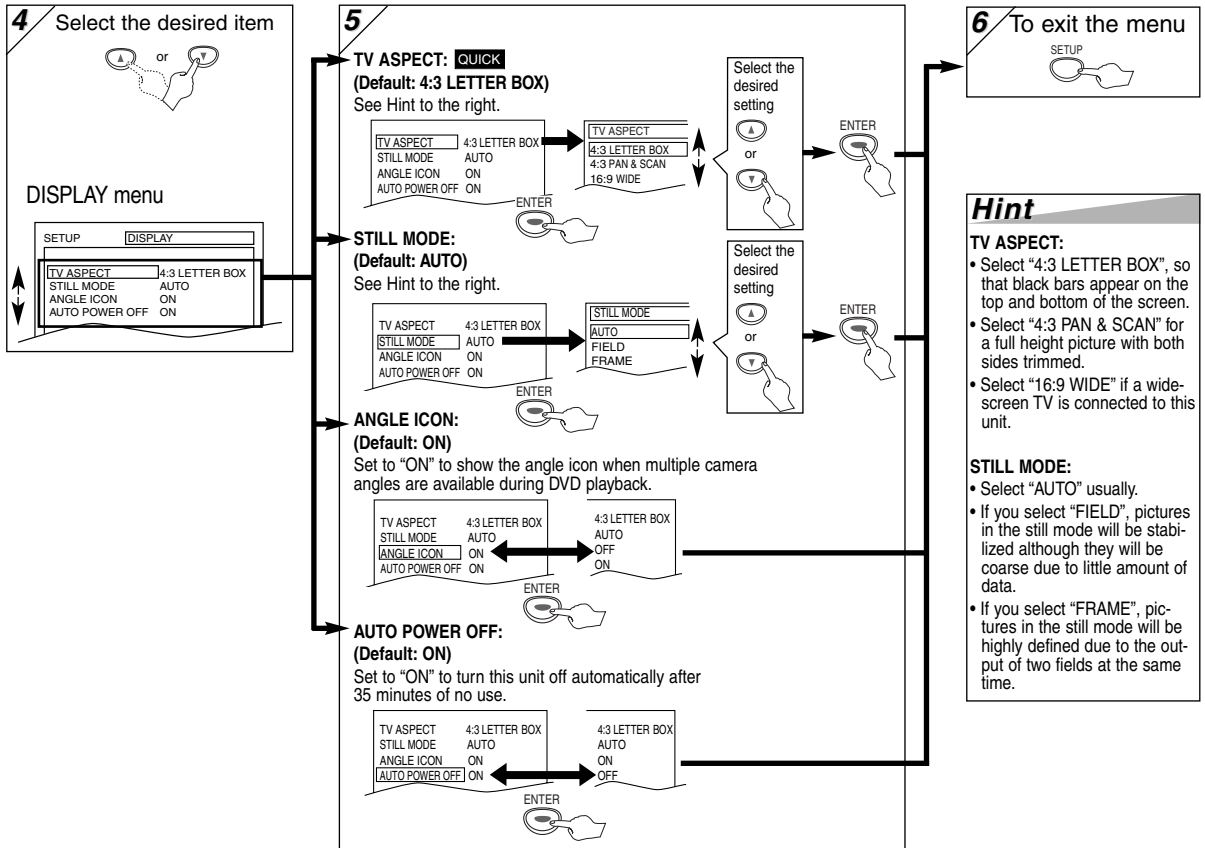 4 Select the desired item
or
DISPLAY menu
SETUP DISPLAY
TV ASPECT 4:3 LETTER BOX
STILL MODE AUTO
ANGLE ICON ON
AUTO POWER OFF ON
5
TV ASPECT: QUICK
(Default: 4:3 LETTER BOX)
See Hint to the right.
TV ASPECT 4:3 LETTER BOX
STILL MODE AUTO
ANGLE ICON ON
AUTO POWER OFF ON
ENTER
TV ASPECT
4:3 LETTER BOX
4:3 PAN & SCAN
16:9 WIDE
Select the
desired
setting
or
ENTER
STILL MODE:
(Default: AUTO)
See Hint to the right.
TV ASPECT 4:3 LETTER BOX
STILL MODE AUTO
ANGLE ICON ON
AUTO POWER OFF ON
ENTER
STILL MODE
AUTO
FIELD
FRAME
Select the
desired
setting
or
ENTER
ANGLE ICON:
(Default: ON)
Set to “ON” to show the angle icon when multiple camera
angles are available during DVD playback.
TV ASPECT 4:3 LETTER BOX
STILL MODE AUTO
ANGLE ICON ON
AUTO POWER OFF ON
4:3 LETTER BOX
AUTO
OFF
ON
ENTER
AUTO POWER OFF:
(Default: ON)
Set to “ON” to turn this unit off automatically after
35 minutes of no use.
TV ASPECT 4:3 LETTER BOX
STILL MODE AUTO
ANGLE ICON ON
AUTO POWER OFF ON
4:3 LETTER BOX
AUTO
ON
OFF
ENTER
6 To exit the menu
SETUP
Hint
TV ASPECT:
• Select “4:3 LETTER BOX”, so
that black bars appear on the
top and bottom of the screen.
• Select “4:3 PAN & SCAN” for
a full height picture with both
sides trimmed.
• Select “16:9 WIDE” if a wide-
screen TV is connected to this
unit.
STILL MODE:
• Select “AUTO” usually.
• If you select “FIELD”, pictures
in the still mode will be stabi-
lized although they will be
coarse due to little amount of
data.
• If you select “FRAME”, pic-
tures in the still mode will be
highly defined due to the out-
put of two fields at the same
time.